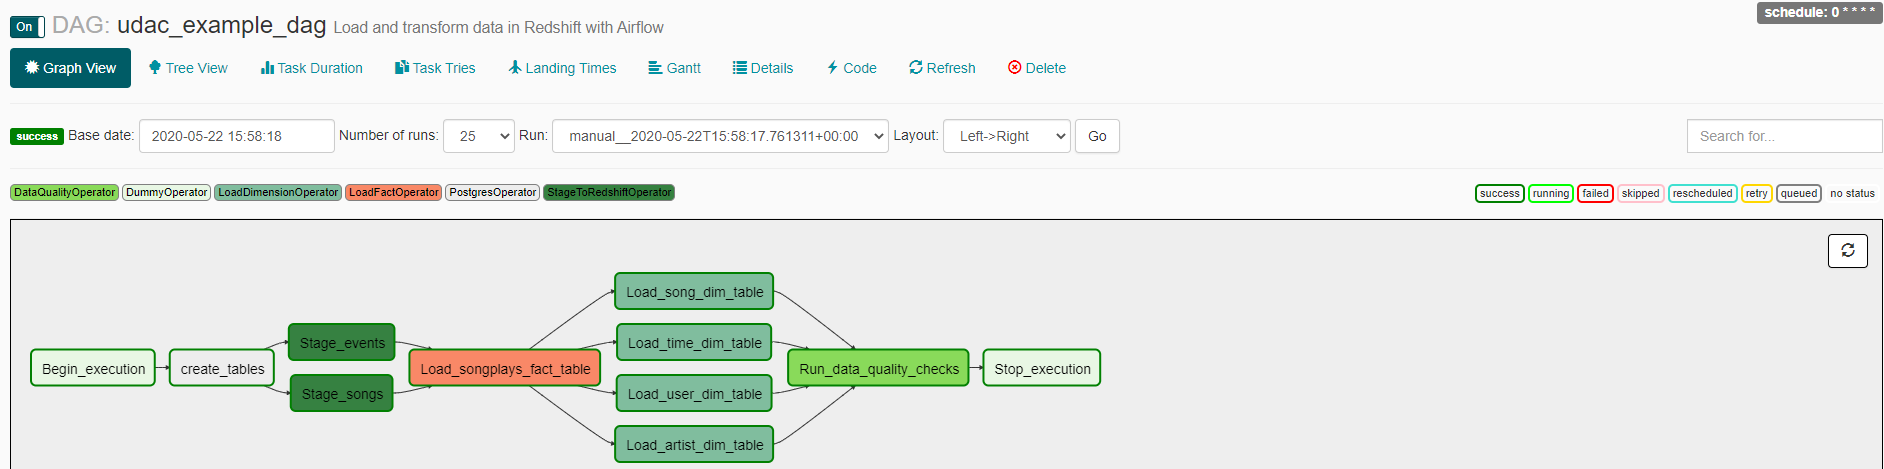 On DAG: udac_example_dag Load and transform data in Redshift with Airflow
schedule: 0 * * * *
Graph View Tree View Task Duration Task Tries Landing Times Gantt Details Code Refresh Delete
success Base date: 2020-05-22 15:58:18 Number of runs: 25 Run: manual__2020-05-22T15:58:17.761311+00:00 Layout: Left->Right Go Search for...
DataQualityOperator DummyOperator LoadDimensionOperator LoadFactOperator PostgresOperator StageToRedshiftOperator
success running failed skipped rescheduled retry queued no status
Begin_execution
create_tables
Stage_events
Stage_songs
Load_songplays_fact_table
Load_song_dim_table
Load_time_dim_table
Load_user_dim_table
Load_artist_dim_table
Run_data_quality_checks
Stop_execution